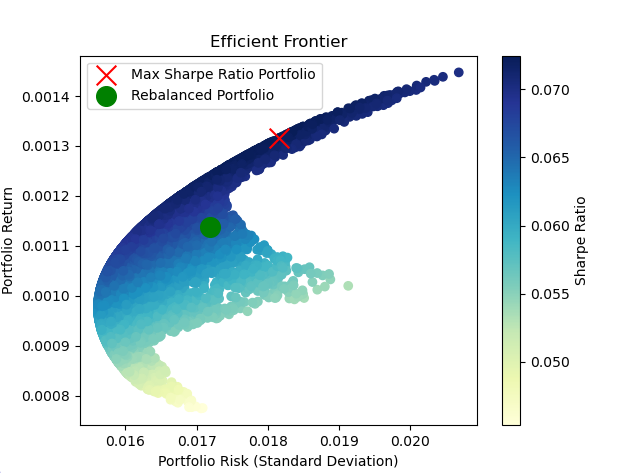 Efficient Frontier
Max Sharpe Ratio Portfolio
Rebalanced Portfolio
Portfolio Return
0.0014
0.0013
0.0012
0.0011
0.0010
0.0009
0.0008
0.016 0.017 0.018 0.019 0.020
Portfolio Risk (Standard Deviation)
0.070
0.065
0.060
0.055
0.050
Sharpe Ratio